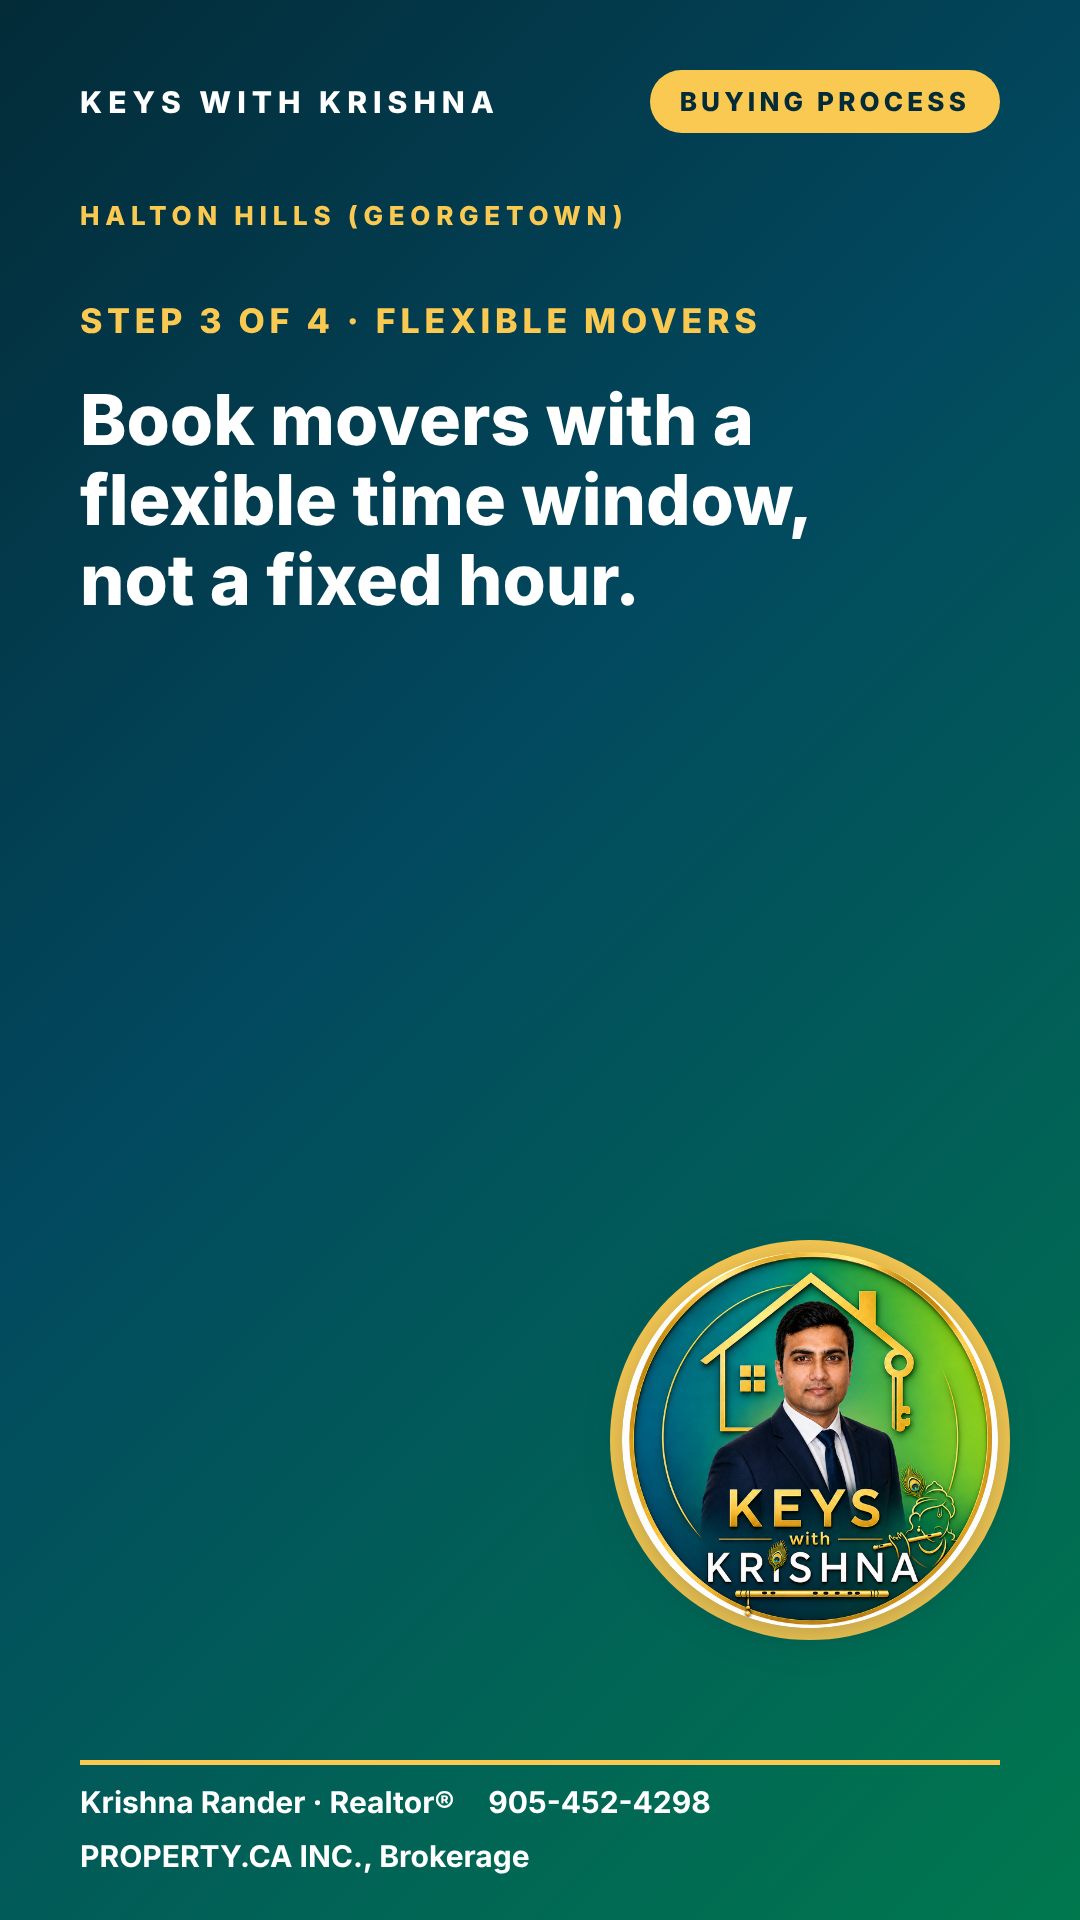 KEYS WITH KRISHNA
BUYING PROCESS
HALTON HILLS (GEORGETOWN)
STEP 3 OF 4 · FLEXIBLE MOVERS
Book movers with a
flexible time window,
not a fixed hour.
KEYS
with
KRISHNA
Krishna Rander · Realtor® 905-452-4298
PROPERTY.CA INC., Brokerage